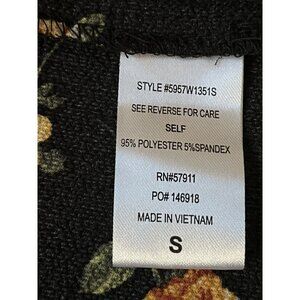 STYLE #5957W1351S
SEE REVERSE FOR CARE
SELF
95% POLYESTER 5%SPANDEX
RN#57911
PO# 146918
MADE IN VIETNAM
S